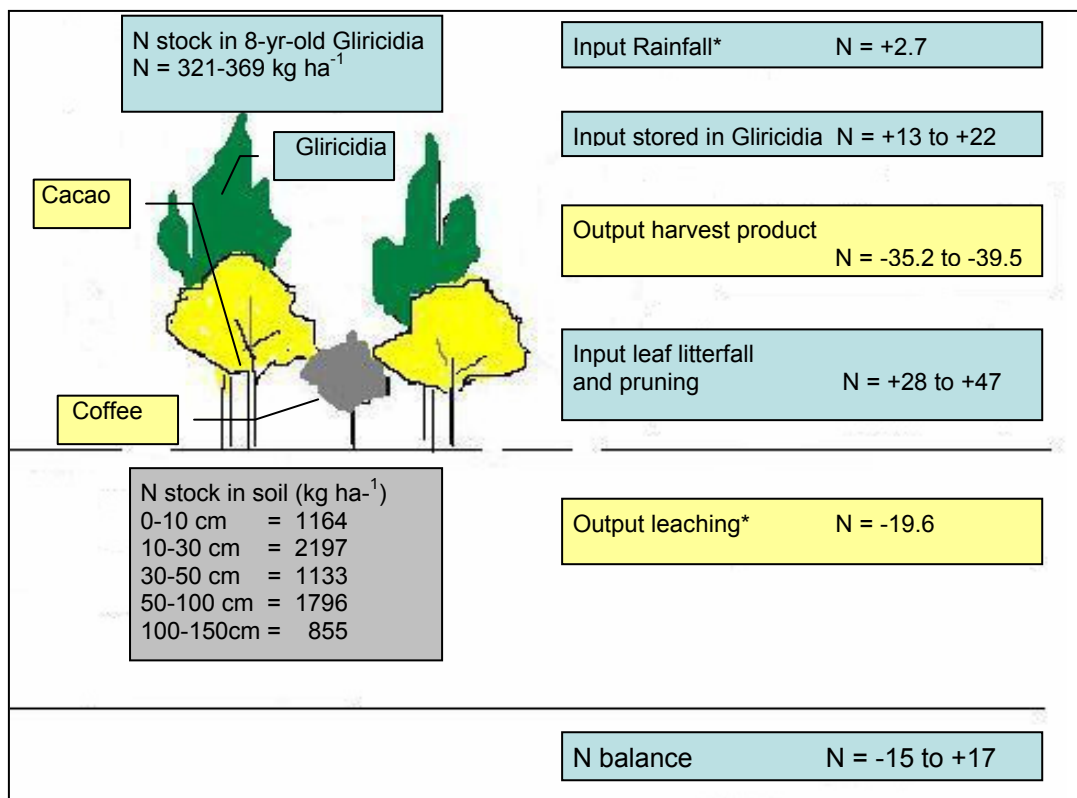 N stock in 8-yr-old Gliricidia
N = 321-369 kg ha-1
Gliricidia
Cacao
Coffee
N stock in soil (kg ha-1)
0-10 cm = 1164
10-30 cm = 2197
30-50 cm = 1133
50-100 cm = 1796
100-150cm = 855
Input Rainfall* N = +2.7
Input stored in Gliricidia N = +13 to +22
Output harvest product
N = -35.2 to -39.5
Input leaf litterfall
and pruning N = +28 to +47
Output leaching* N = -19.6
N balance N = -15 to +17